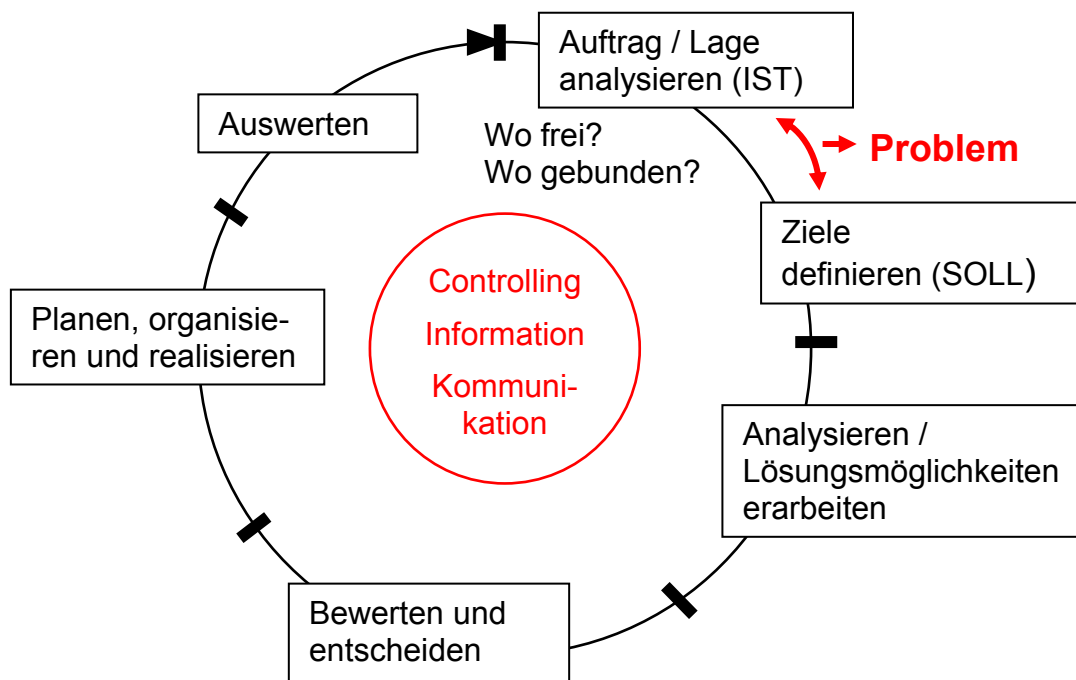 Auftrag / Lage
analysieren (IST)
Wo frei?
Wo gebunden?
Problem
Ziele
definieren (SOLL)
Analysieren /
Lösungsmöglichkeiten
erarbeiten
Bewerten und
entscheiden
Planen, organisie-
ren und realisieren
Auswerten
Controlling
Information
Kommuni-
kation